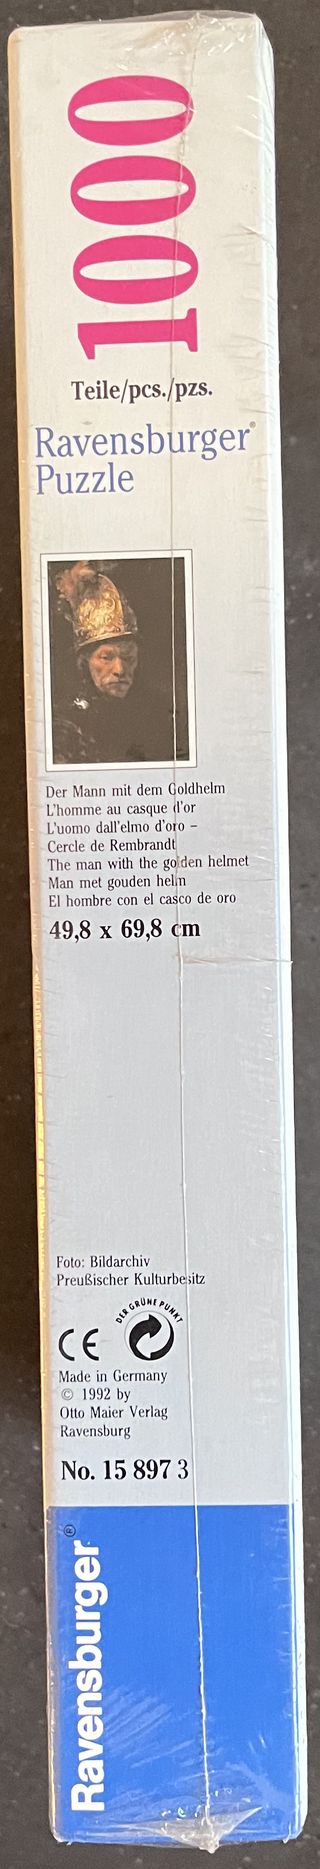 1000
Teile/pcs./pzs.
Ravensburger®
Puzzle
Der Mann mit dem Goldhelm
L'homme au casque d'or
L'uomo dall'elmo d'oro –
Cercle de Rembrandt
The man with the golden helmet
Man met gouden helm
El hombre con el casco de oro
49,8 x 69,8 cm
Foto: Bildarchiv
Preußischer Kulturbesitz
DER GRÜNE PUNKT
CE
Made in Germany
© 1992 by
Otto Maier Verlag
Ravensburg
No. 15 897 3
Ravensburger®